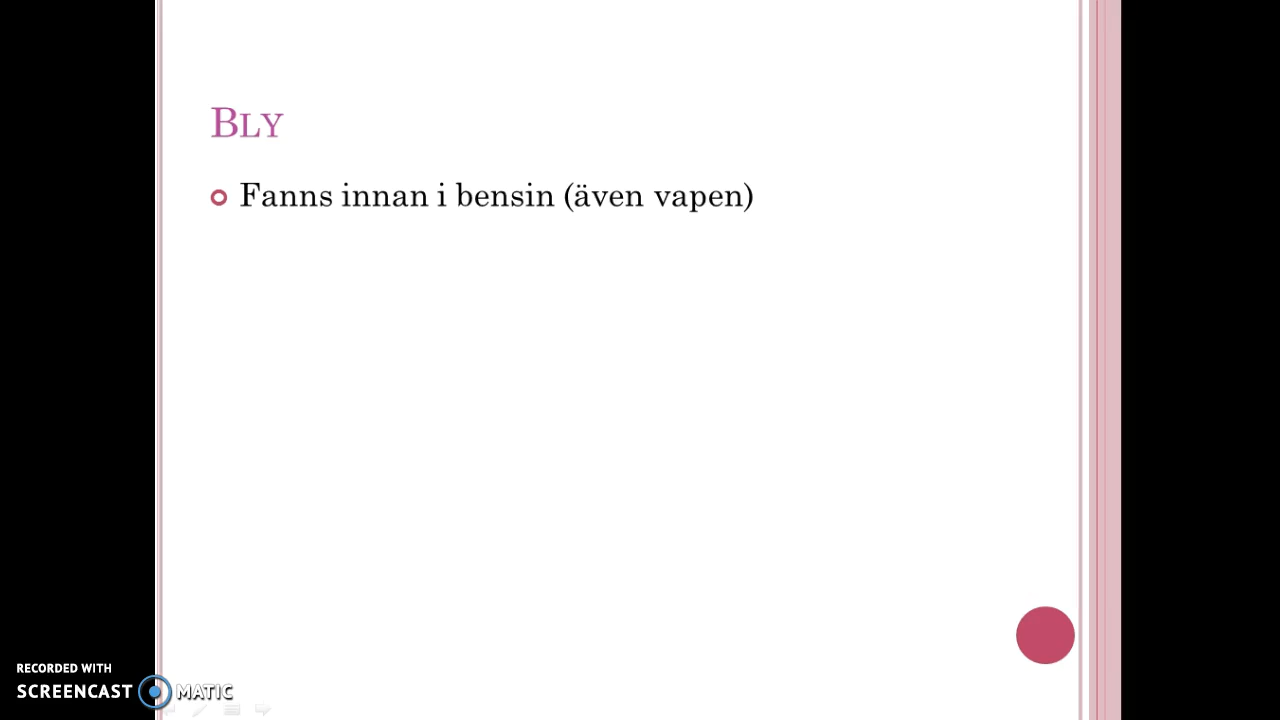 Bly
Fanns innan i bensin (även vapen)
RECORDED WITH
SCREENCAST MATIC